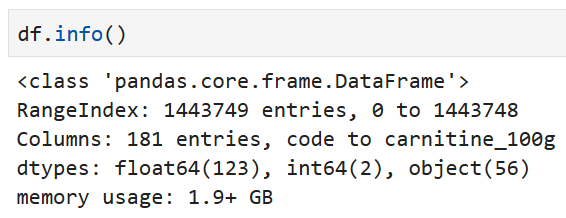 df.info()
<class 'pandas.core.frame.DataFrame'>
RangeIndex: 1443749 entries, 0 to 1443748
Columns: 181 entries, code to carnitine_100g
dtypes: float64(123), int64(2), object(56)
memory usage: 1.9+ GB